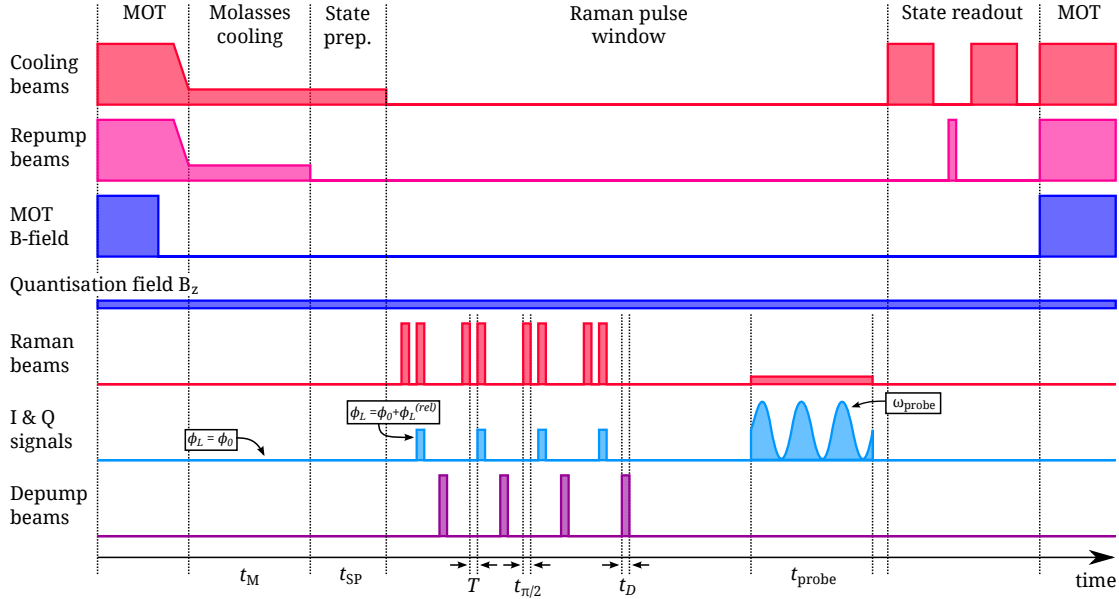 MOT
Molasses
cooling
State
prep.
Raman pulse
window
State readout
MOT
Cooling
beams
Repump
beams
MOT
B-field
Quantisation field B_z
Raman
beams
I & Q
signals
ϕ_L = ϕ_0
ϕ_L = ϕ_0 + ϕ_L^(rel)
ω_probe
Depump
beams
t_M
t_SP
T
t_π/2
t_D
t_probe
time